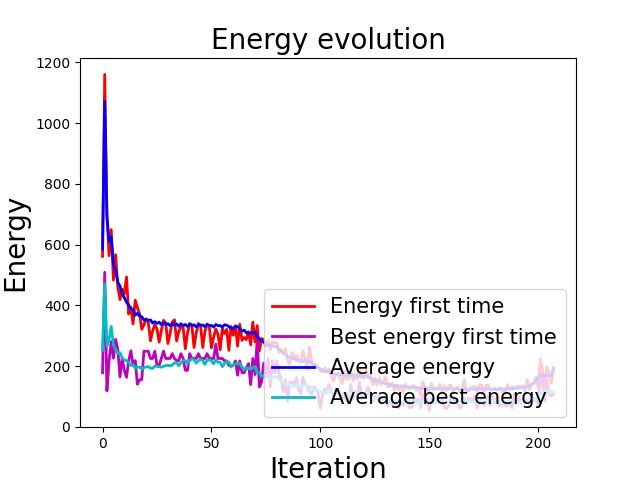 Energy evolution
1200
1000
800
600
400
200
0
Energy
Energy first time
Best energy first time
Average energy
Average best energy
0 50 100 150 200
Iteration